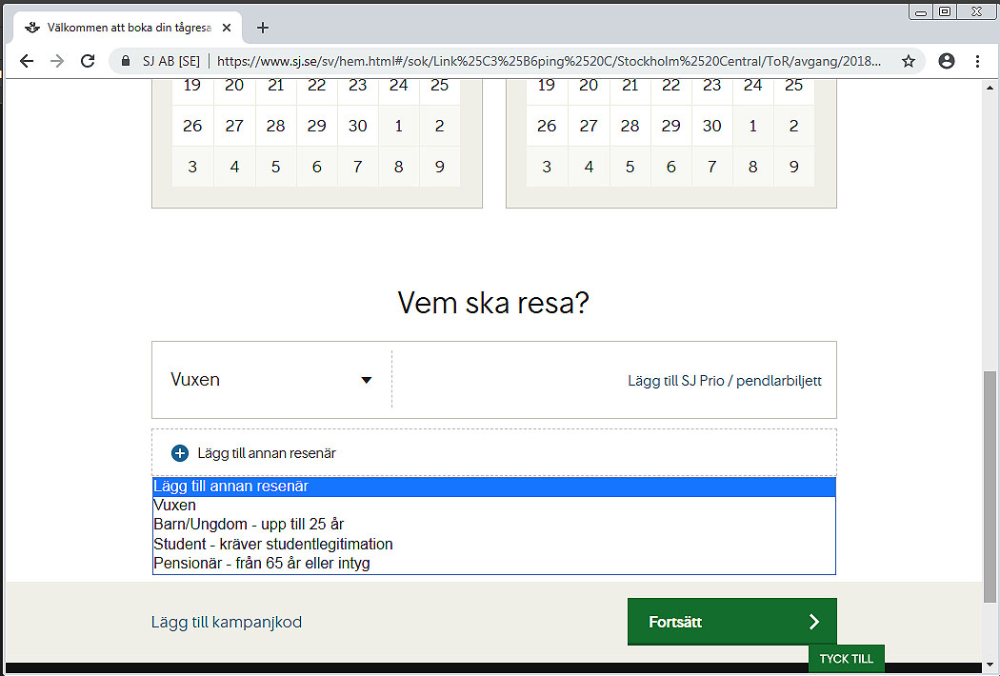 Välkommen att boka din tågresa
SJ AB [SE] | https://www.sj.se/sv/hem.html#/sok/Link%25C3%25B6ping%2520C/Stockholm%2520Central/ToR/avgang/2018...
19 20 21 22 23 24 25
26 27 28 29 30 1 2
3 4 5 6 7 8 9
19 20 21 22 23 24 25
26 27 28 29 30 1 2
3 4 5 6 7 8 9
Vem ska resa?
Vuxen
Lägg till SJ Prio / pendlarbiljett
Lägg till annan resenär
Lägg till annan resenär
Vuxen
Barn/Ungdom - upp till 25 år
Student - kräver studentlegitimation
Pensionär - från 65 år eller intyg
Lägg till kampanjkod
Fortsätt
TYCK TILL